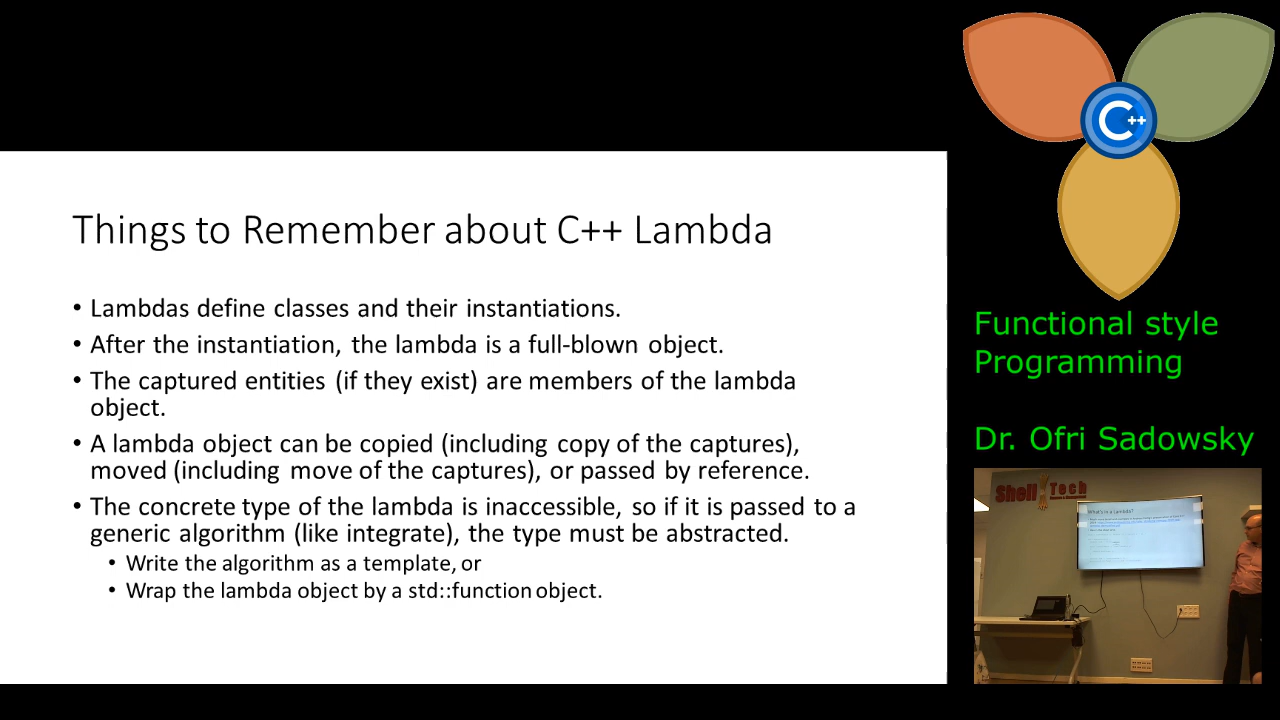 Things to Remember about C++ Lambda
• Lambdas define classes and their instantiations.
• After the instantiation, the lambda is a full-blown object.
• The captured entities (if they exist) are members of the lambda
object.
• A lambda object can be copied (including copy of the captures),
moved (including move of the captures), or passed by reference.
• The concrete type of the lambda is inaccessible, so if it is passed to a
generic algorithm (like integrate), the type must be abstracted.
• Write the algorithm as a template, or
• Wrap the lambda object by a std::function object.
C++
Functional style
Programming
Dr. Ofri Sadowsky
Shell Tech
What's in a Lambda?